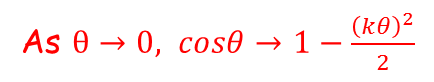 As θ → 0, cosθ → 1 − (kθ)²/2